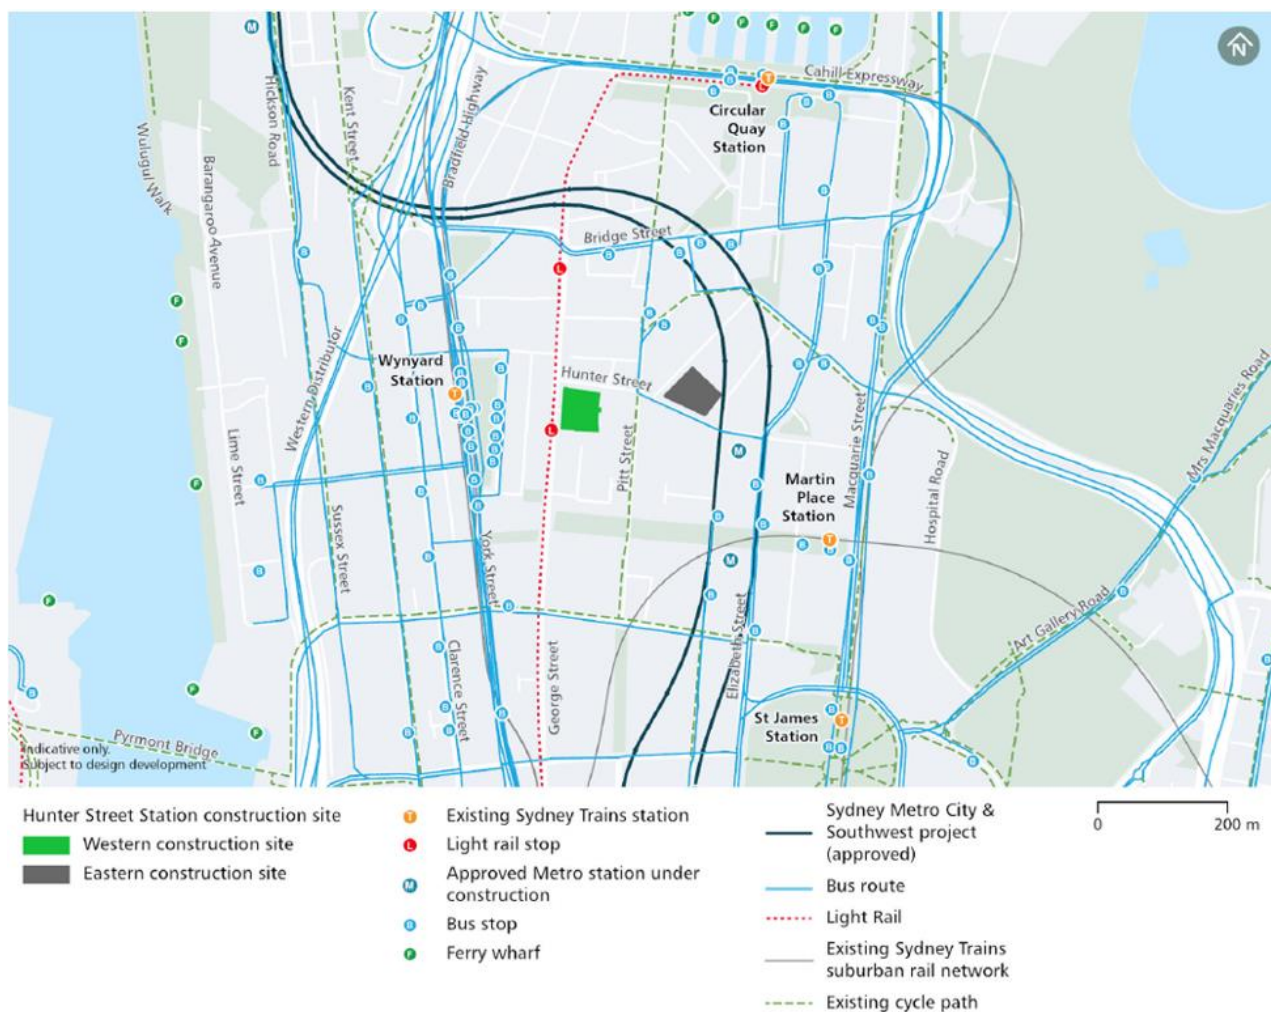 N
M
F
F
F
F
F
F
Cahill Expressway
B
B
B
T
L
B
B
B
Circular
Quay
Station
B
B
Hickson Road
Kent Street
Bradfield Highway
Wulugul Walk
Barangaroo Avenue
Bridge Street
B
B
B
B
B
B
L
B
B
F
F
B
B
B
B
B
B
B
B
Western Distributor
Wynyard
Station
T
Hunter Street
B
B
B
B
L
M
Lime Street
Pitt Street
Macquarie Street
Hospital Road
Mrs Macquaries Road
Martin
Place
Station
T
B
B
F
Sussex Street
York Street
B
B
M
B
B
B
B
Elizabeth Street
Art Gallery Road
B
F
Clarence Street
George Street
B
B
St James
Station
T
B
B
B
B
F
F
Pyrmont Bridge
Indicative only.
Subject to design development
Hunter Street Station construction site
Western construction site
Eastern construction site
T Existing Sydney Trains station
L Light rail stop
M Approved Metro station under
construction
B Bus stop
F Ferry wharf
Sydney Metro City &
Southwest project
(approved)
Bus route
Light Rail
Existing Sydney Trains
suburban rail network
Existing cycle path
0 200 m